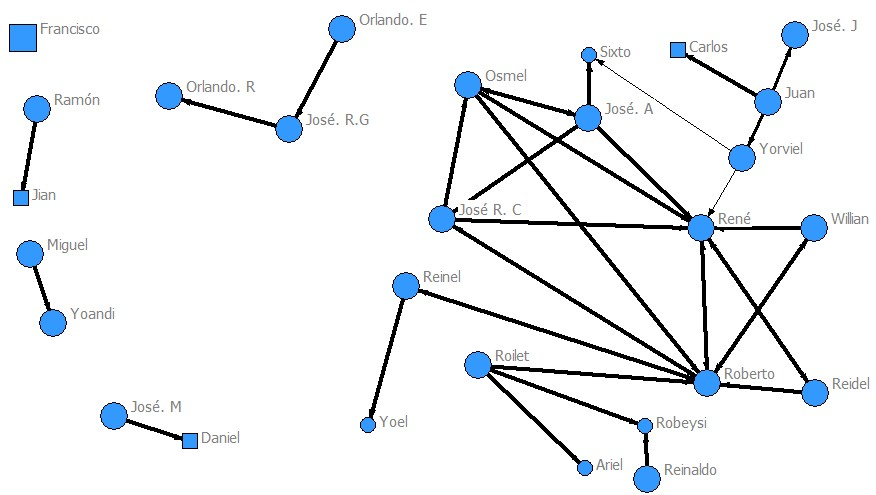 Francisco
Orlando. E
José. J
Sixto
Carlos
Osmel
Orlando. R
Juan
Ramón
José. A
José. R.G
Yorviel
Jian
José R. C
René
Willian
Miguel
Reinel
Yoandi
Roilet
Roberto
Reidel
José. M
Yoel
Robeysi
Daniel
Ariel
Reinaldo